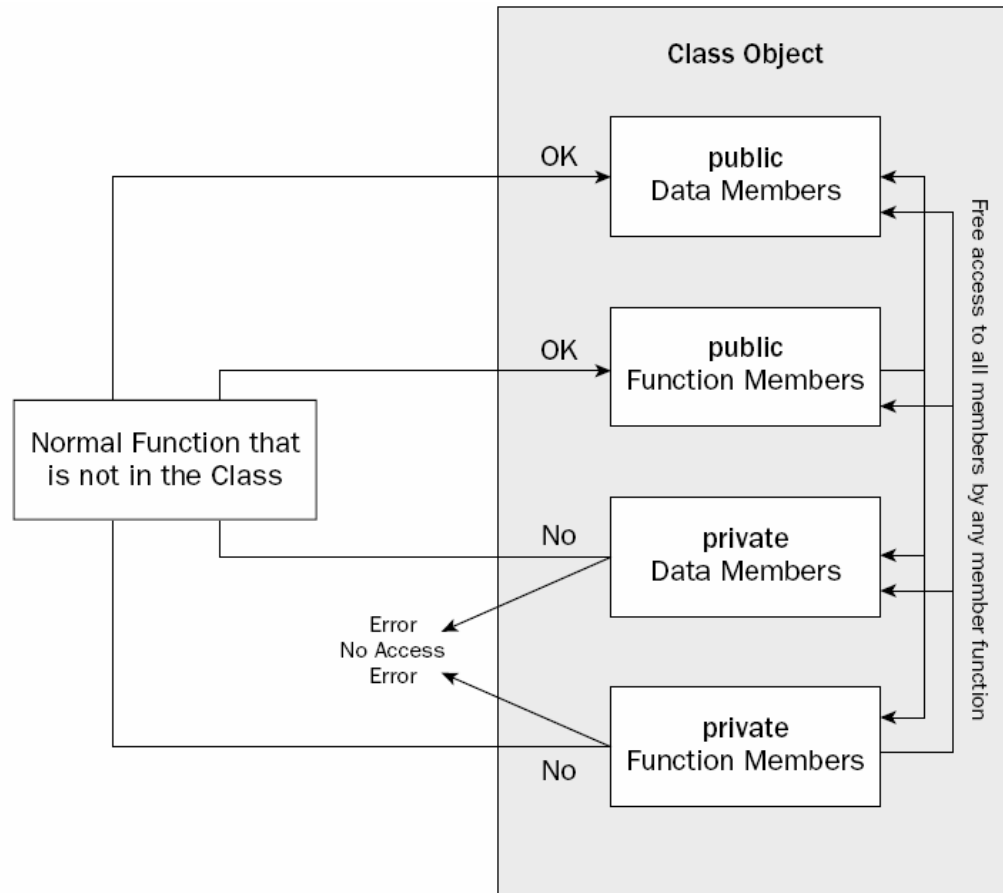 Class Object
OK
public
Data Members
OK
public
Function Members
Normal Function that
is not in the Class
No
private
Data Members
Error
No Access
Error
private
Function Members
No
Free access to all members by any member function